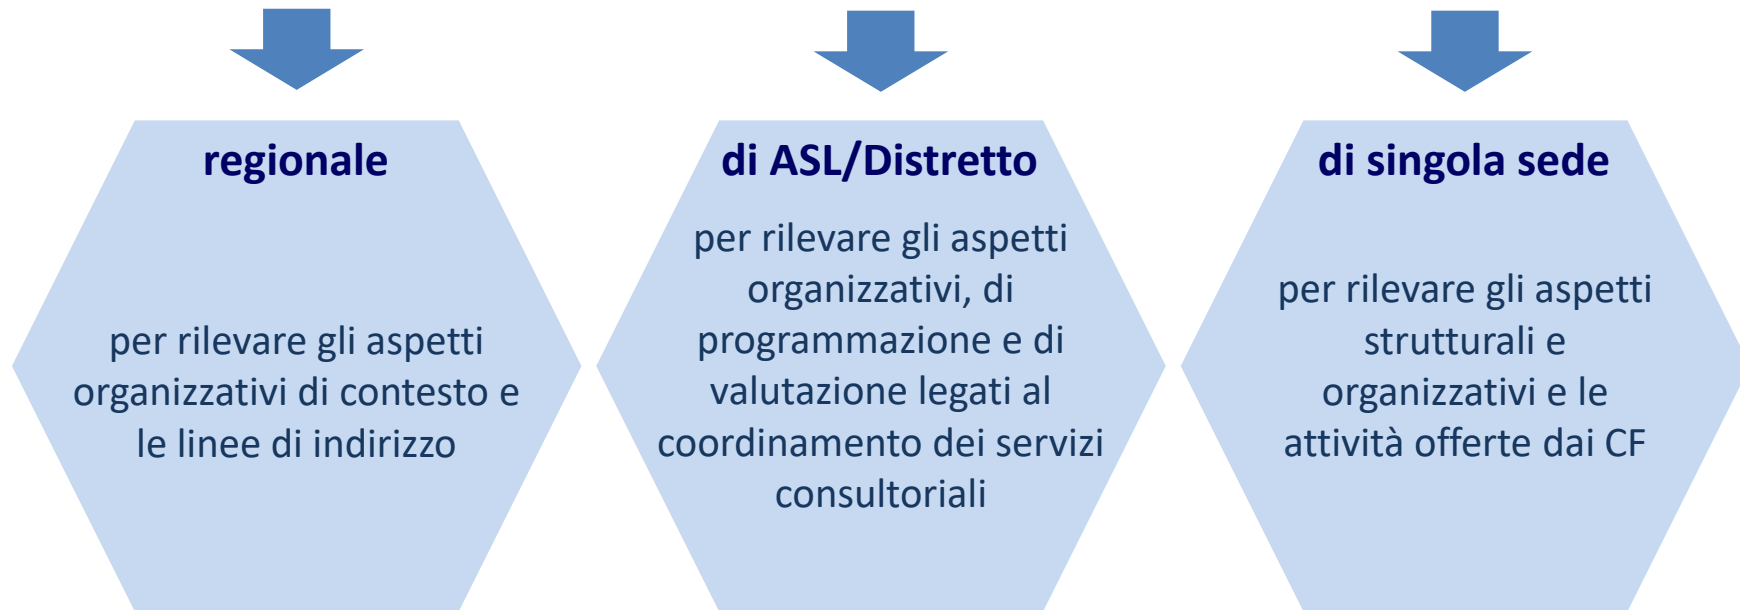 regionale
per rilevare gli aspetti
organizzativi di contesto e
le linee di indirizzo
di ASL/Distretto
per rilevare gli aspetti
organizzativi, di
programmazione e di
valutazione legati al
coordinamento dei servizi
consultoriali
di singola sede
per rilevare gli aspetti
strutturali e
organizzativi e le
attività offerte dai CF